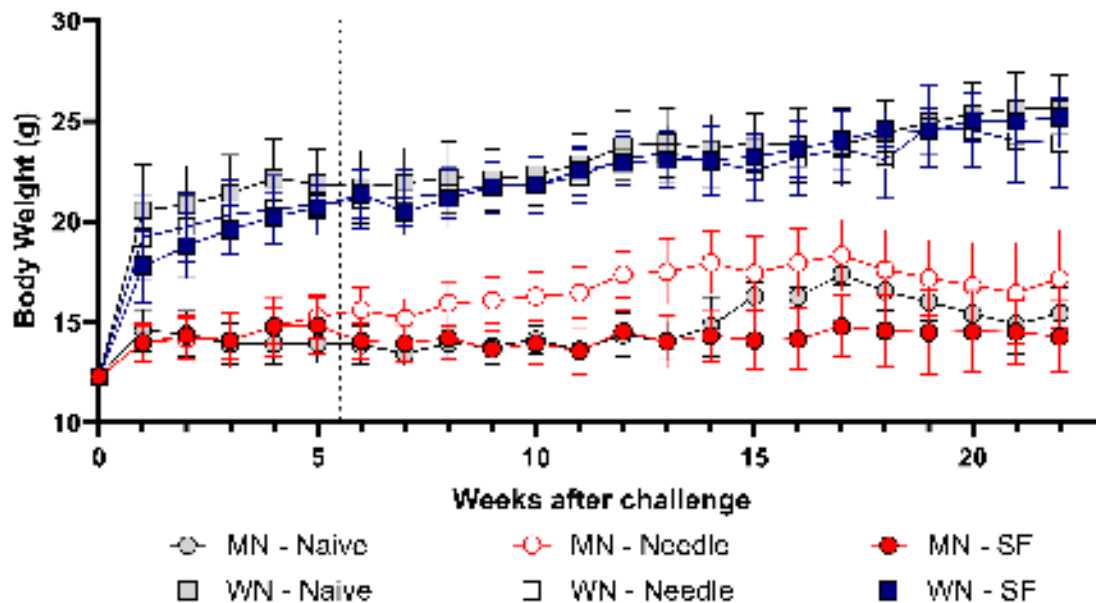 30
25
20
15
10
Body Weight (g)
0 5 10 15 20
Weeks after challenge
MN - Naive MN - Needle MN - SF
WN - Naive WN - Needle WN - SF